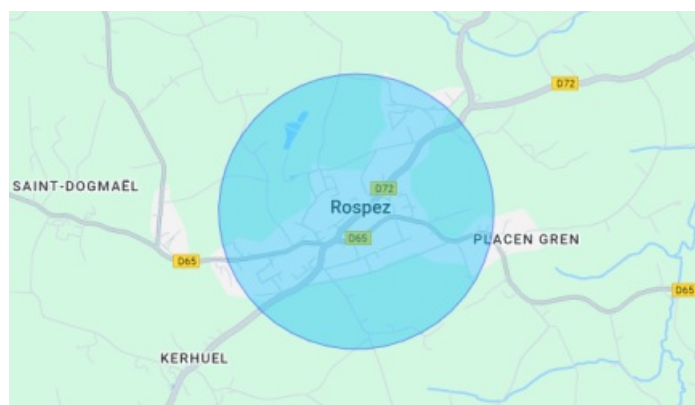 D72
SAINT-DOGMAËL
D72
Rospez
D65
PLACEN GREN
D65
D65
KERHUEL